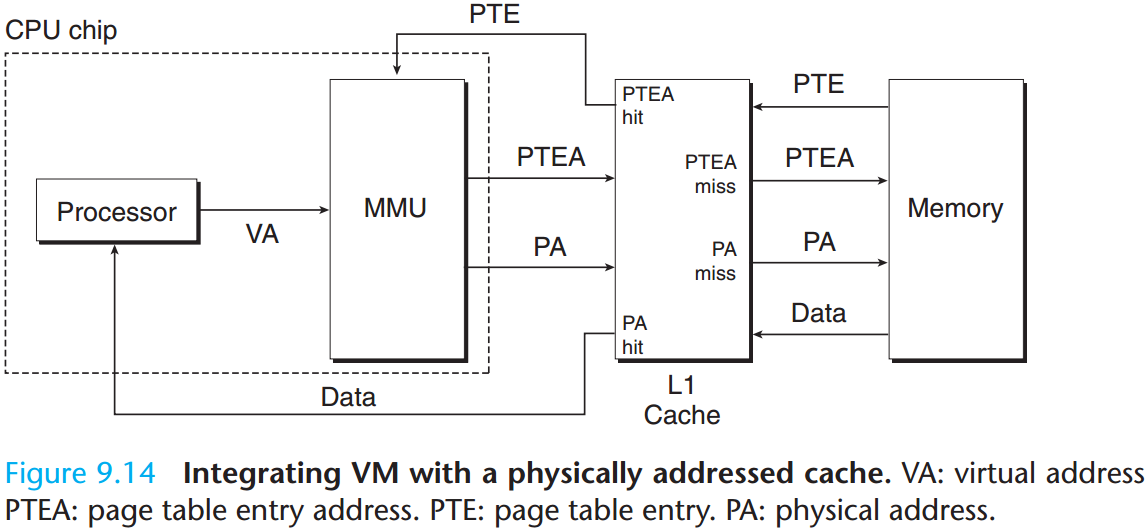 CPU chip
PTE
Processor
VA
MMU
PTEA
PA
PTEA
hit
PTEA
miss
PA
miss
PA
hit
L1
Cache
PTE
PTEA
PA
Data
Memory
Data
Figure 9.14 Integrating VM with a physically addressed cache. VA: virtual address
PTEA: page table entry address. PTE: page table entry. PA: physical address.